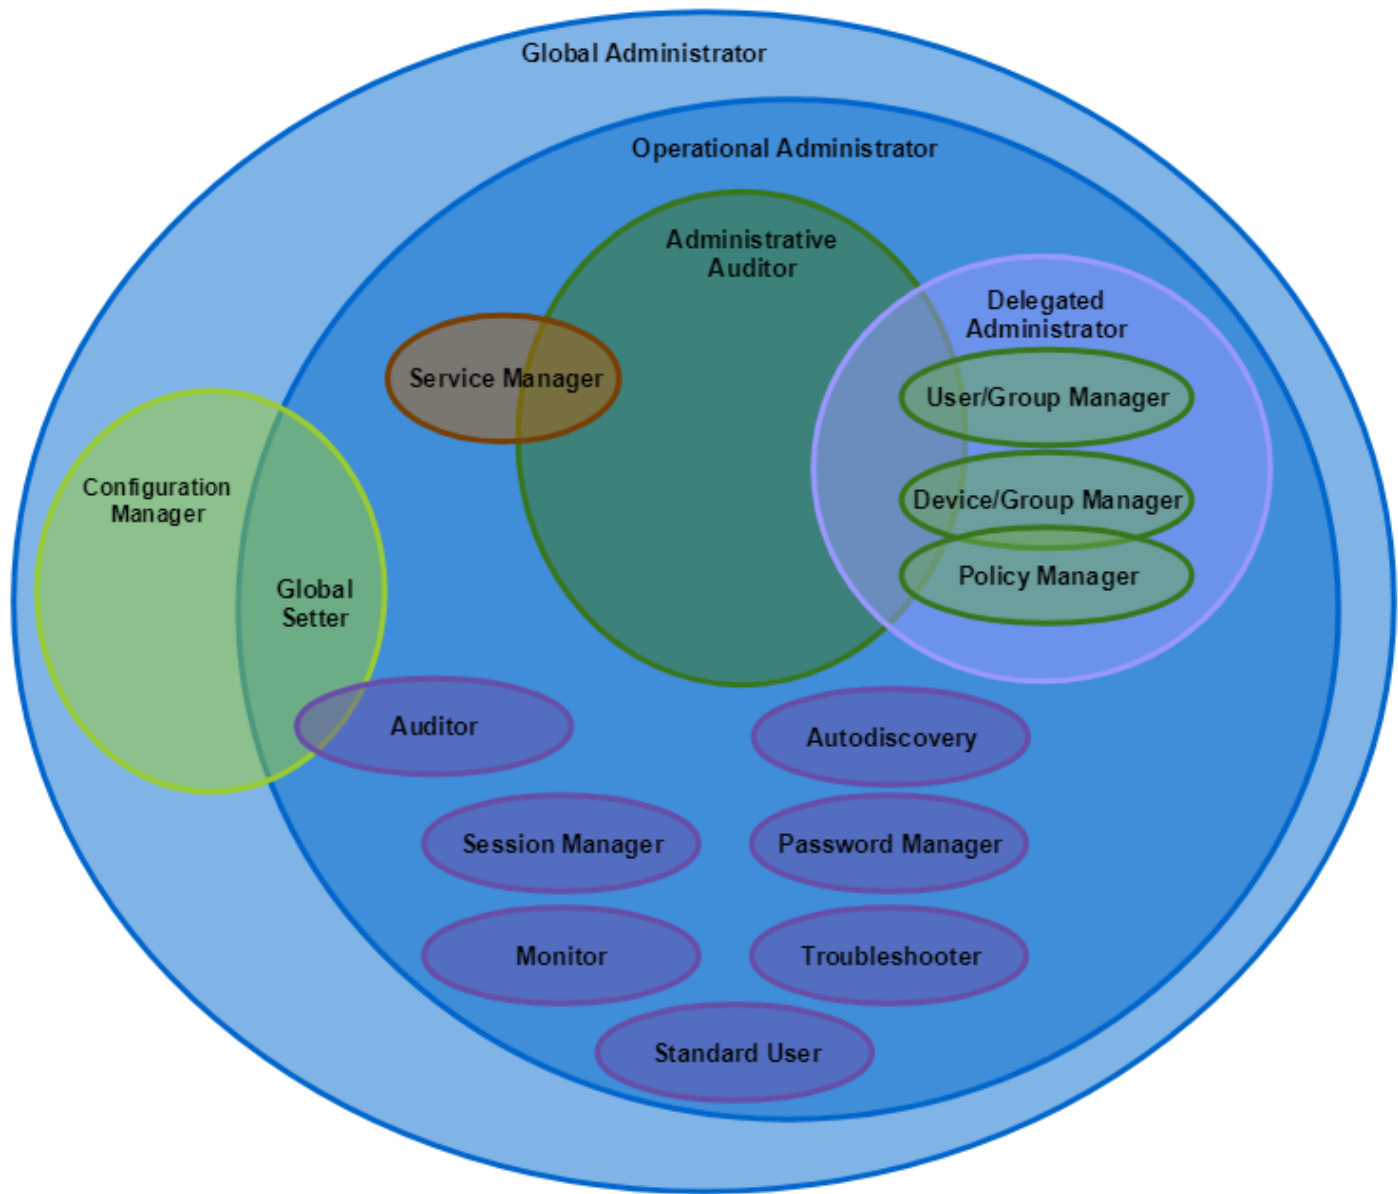 Global Administrator
Operational Administrator
Administrative
Auditor
Delegated
Administrator
Service Manager
User/Group Manager
Configuration
Manager
Device/Group Manager
Global
Setter
Policy Manager
Auditor
Autodiscovery
Session Manager
Password Manager
Monitor
Troubleshooter
Standard User